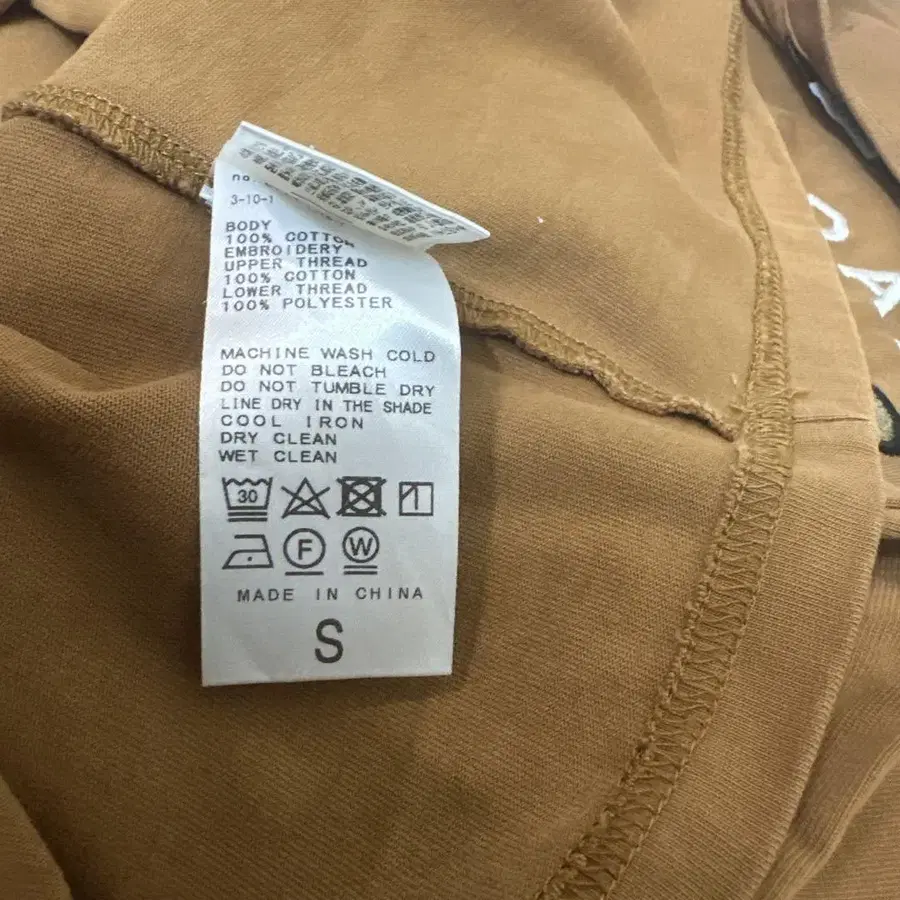 3-10-1
BODY
100% COTTON
EMBROIDERY
UPPER THREAD
100% COTTON
LOWER THREAD
100% POLYESTER
MACHINE WASH COLD
DO NOT BLEACH
DO NOT TUMBLE DRY
LINE DRY IN THE SHADE
COOL IRON
DRY CLEAN
WET CLEAN
30
F W
MADE IN CHINA
S